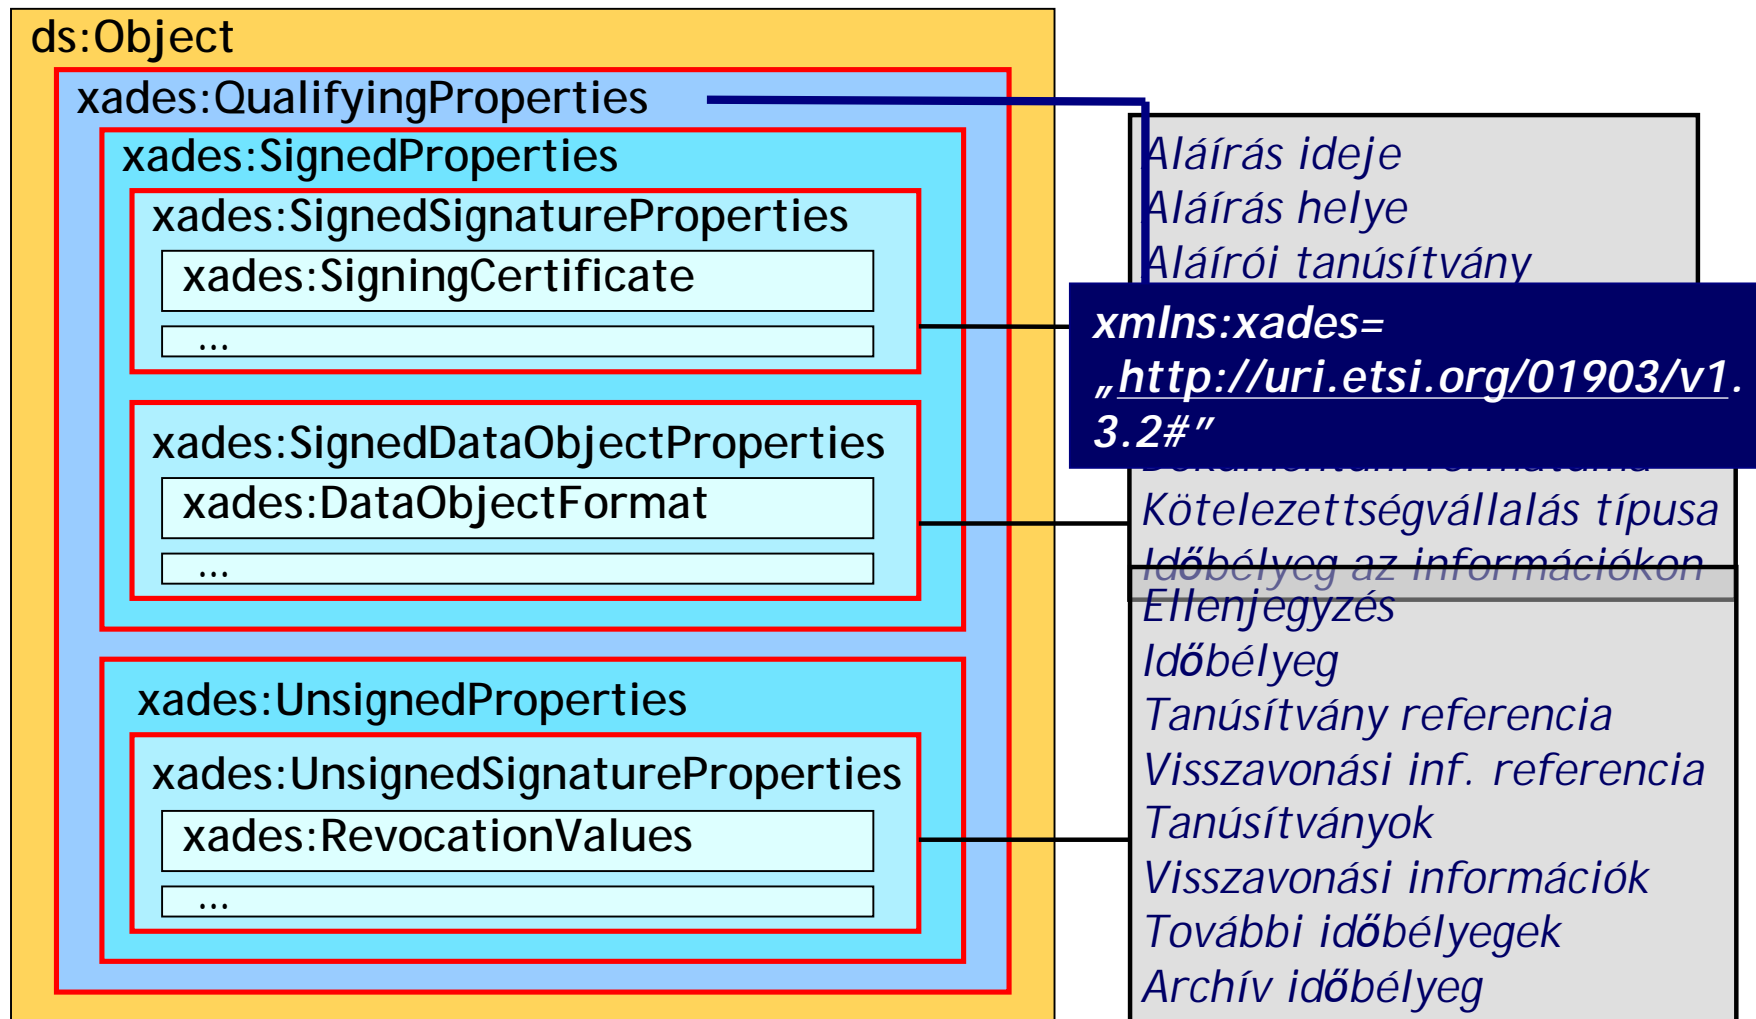 ds:Object
xades:QualifyingProperties
xades:SignedProperties
xades:SignedSignatureProperties
xades:SigningCertificate
...
xades:SignedDataObjectProperties
xades:DataObjectFormat
...
xades:UnsignedProperties
xades:UnsignedSignatureProperties
xades:RevocationValues
...
Aláírás ideje
Aláírás helye
Aláírói tanúsítvány
xmlns:xades=
„http://uri.etsi.org/01903/v1.
3.2#"
Dokumentum formátuma
Kötelezettségvállalás típusa
Időbélyeg az információkon
Ellenjegyzés
Időbélyeg
Tanúsítvány referencia
Visszavonási inf. referencia
Tanúsítványok
Visszavonási információk
További időbélyegek
Archív időbélyeg